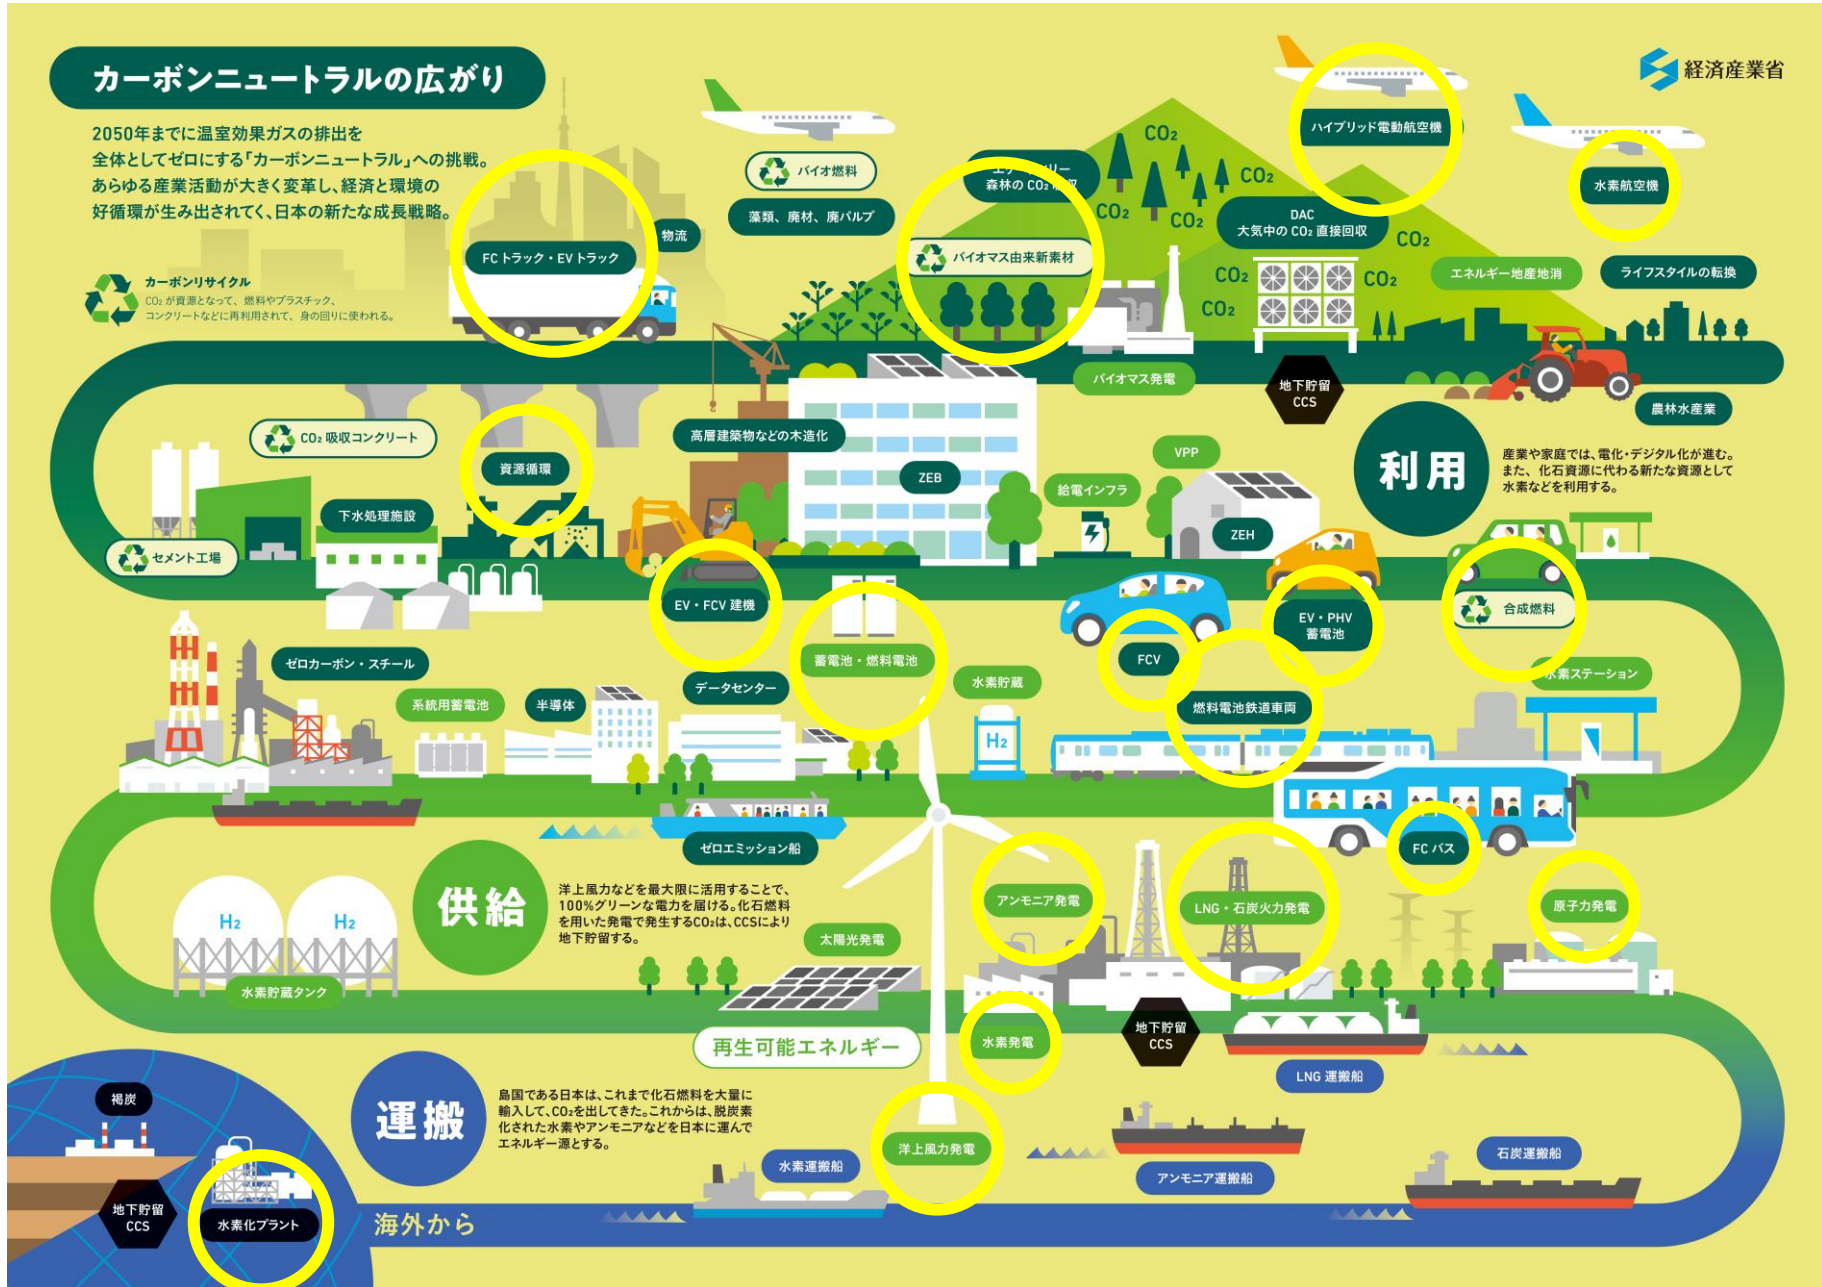 カーボンニュートラルの広がり
経済産業省
2050年までに温室効果ガスの排出を
全体としてゼロにする「カーボンニュートラル」への挑戦。
あらゆる産業活動が大きく変革し、経済と環境の
好循環が生み出されてく、日本の新たな成長戦略。
カーボンリサイクル
CO2 が資源となって、燃料やプラスチック、
コンクリートなどに再利用されて、身の回りに使われる。
FCトラック・EVトラック
物流
バイオ燃料
藻類、廃材、廃パルプ
森林の CO2
バイオマス由来新素材
CO2
CO2
CO2
CO2
CO2
ハイブリッド電動航空機
水素航空機
DAC
大気中の CO2 直接回収
CO2
CO2
CO2
CO2
エネルギー地産地消
ライフスタイルの転換
バイオマス発電
地下貯留
CCS
農林水産業
利用
産業や家庭では、電化・デジタル化が進む。
また、化石資源に代わる新たな資源として
水素などを利用する。
CO2 吸収コンクリート
資源循環
高層建築物などの木造化
ZEB
VPP
給電インフラ
ZEH
下水処理施設
セメント工場
EV・FCV 建機
蓄電池・燃料電池
FCV
EV・PHV
蓄電池
合成燃料
ゼロカーボン・スチール
系統用蓄電池
半導体
データセンター
水素貯蔵
H2
燃料電池鉄道車両
水素ステーション
ゼロエミッション船
FC バス
供給
洋上風力などを最大限に活用することで、
100%グリーンな電力を届ける。化石燃料
を用いた発電で発生するCO2は、CCSにより
地下貯留する。
H2
H2
水素貯蔵タンク
太陽光発電
アンモニア発電
LNG・石炭火力発電
原子力発電
再生可能エネルギー
水素発電
地下貯留
CCS
LNG 運搬船
運搬
島国である日本は、これまで化石燃料を大量に
輸入して、CO2を出してきた。これからは、脱炭素
化された水素やアンモニアなどを日本に運んで
エネルギー源とする。
褐炭
地下貯留
CCS
水素化プラント
海外から
水素運搬船
洋上風力発電
アンモニア運搬船
石炭運搬船